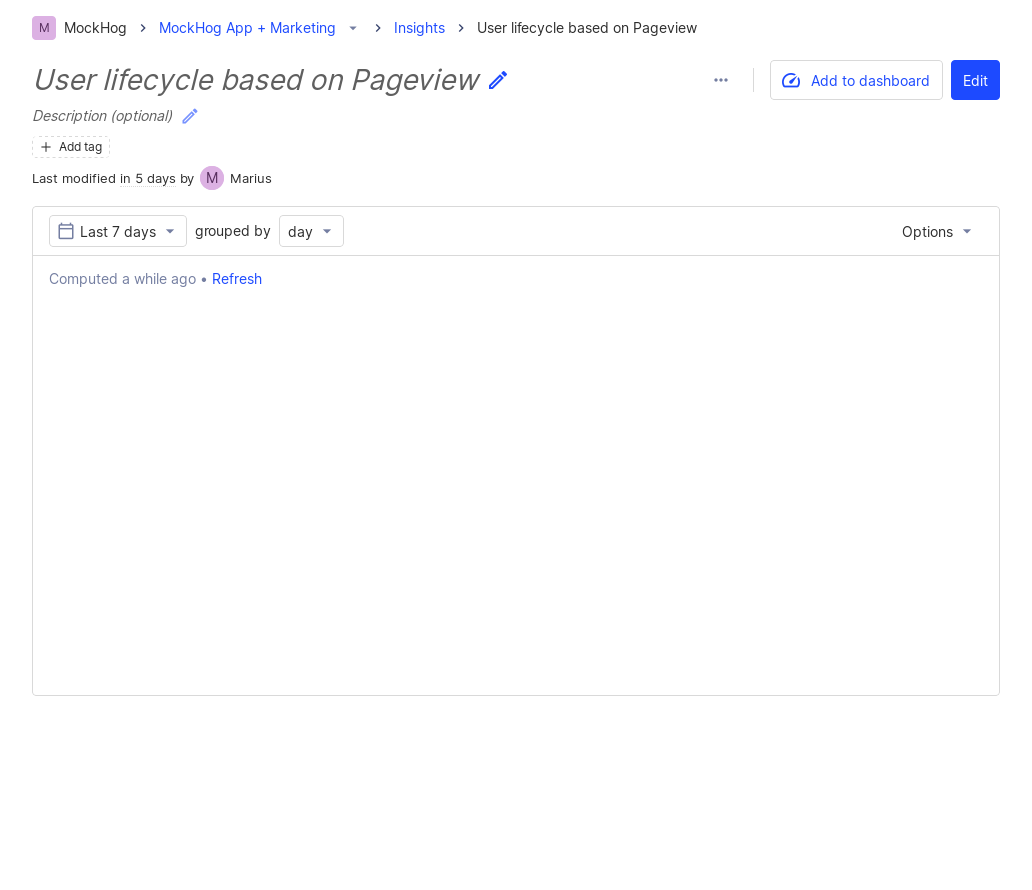 M MockHog MockHog App + Marketing Insights User lifecycle based on Pageview
User lifecycle based on Pageview
Add to dashboard Edit
Description (optional)
Add tag
Last modified in 5 days by M Marius
Last 7 days grouped by day Options
Computed a while ago • Refresh